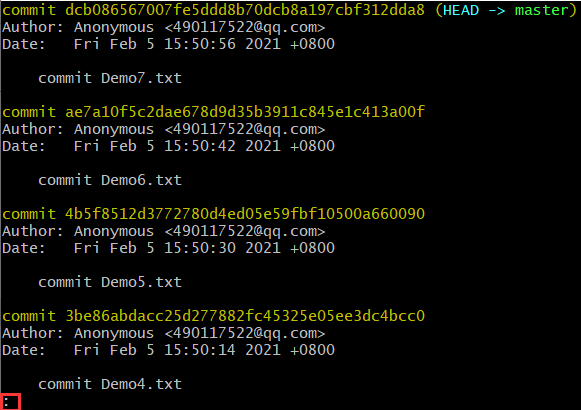 commit dcb086567007fe5ddd8b70dcb8a197cbf312dda8 (HEAD -> master)
Author: Anonymous <490117522@qq.com>
Date:   Fri Feb 5 15:50:56 2021 +0800
    commit Demo7.txt
commit ae7a10f5c2dae678d9d35b3911c845e1c413a00f
Author: Anonymous <490117522@qq.com>
Date:   Fri Feb 5 15:50:42 2021 +0800
    commit Demo6.txt
commit 4b5f8512d3772780d4ed05e59fbf10500a660090
Author: Anonymous <490117522@qq.com>
Date:   Fri Feb 5 15:50:30 2021 +0800
    commit Demo5.txt
commit 3be86abdacc25d277882fc45325e05ee3dc4bcc0
Author: Anonymous <490117522@qq.com>
Date:   Fri Feb 5 15:50:14 2021 +0800
    commit Demo4.txt
: